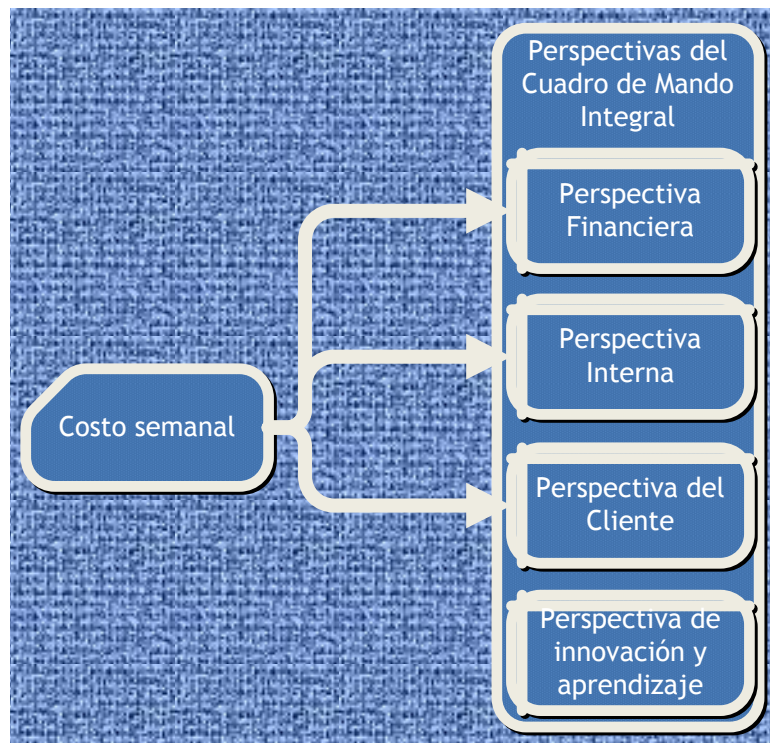 Perspectivas del
Cuadro de Mando
Integral
Perspectiva
Financiera
Perspectiva
Interna
Costo semanal
Perspectiva del
Cliente
Perspectiva de
innovación y
aprendizaje